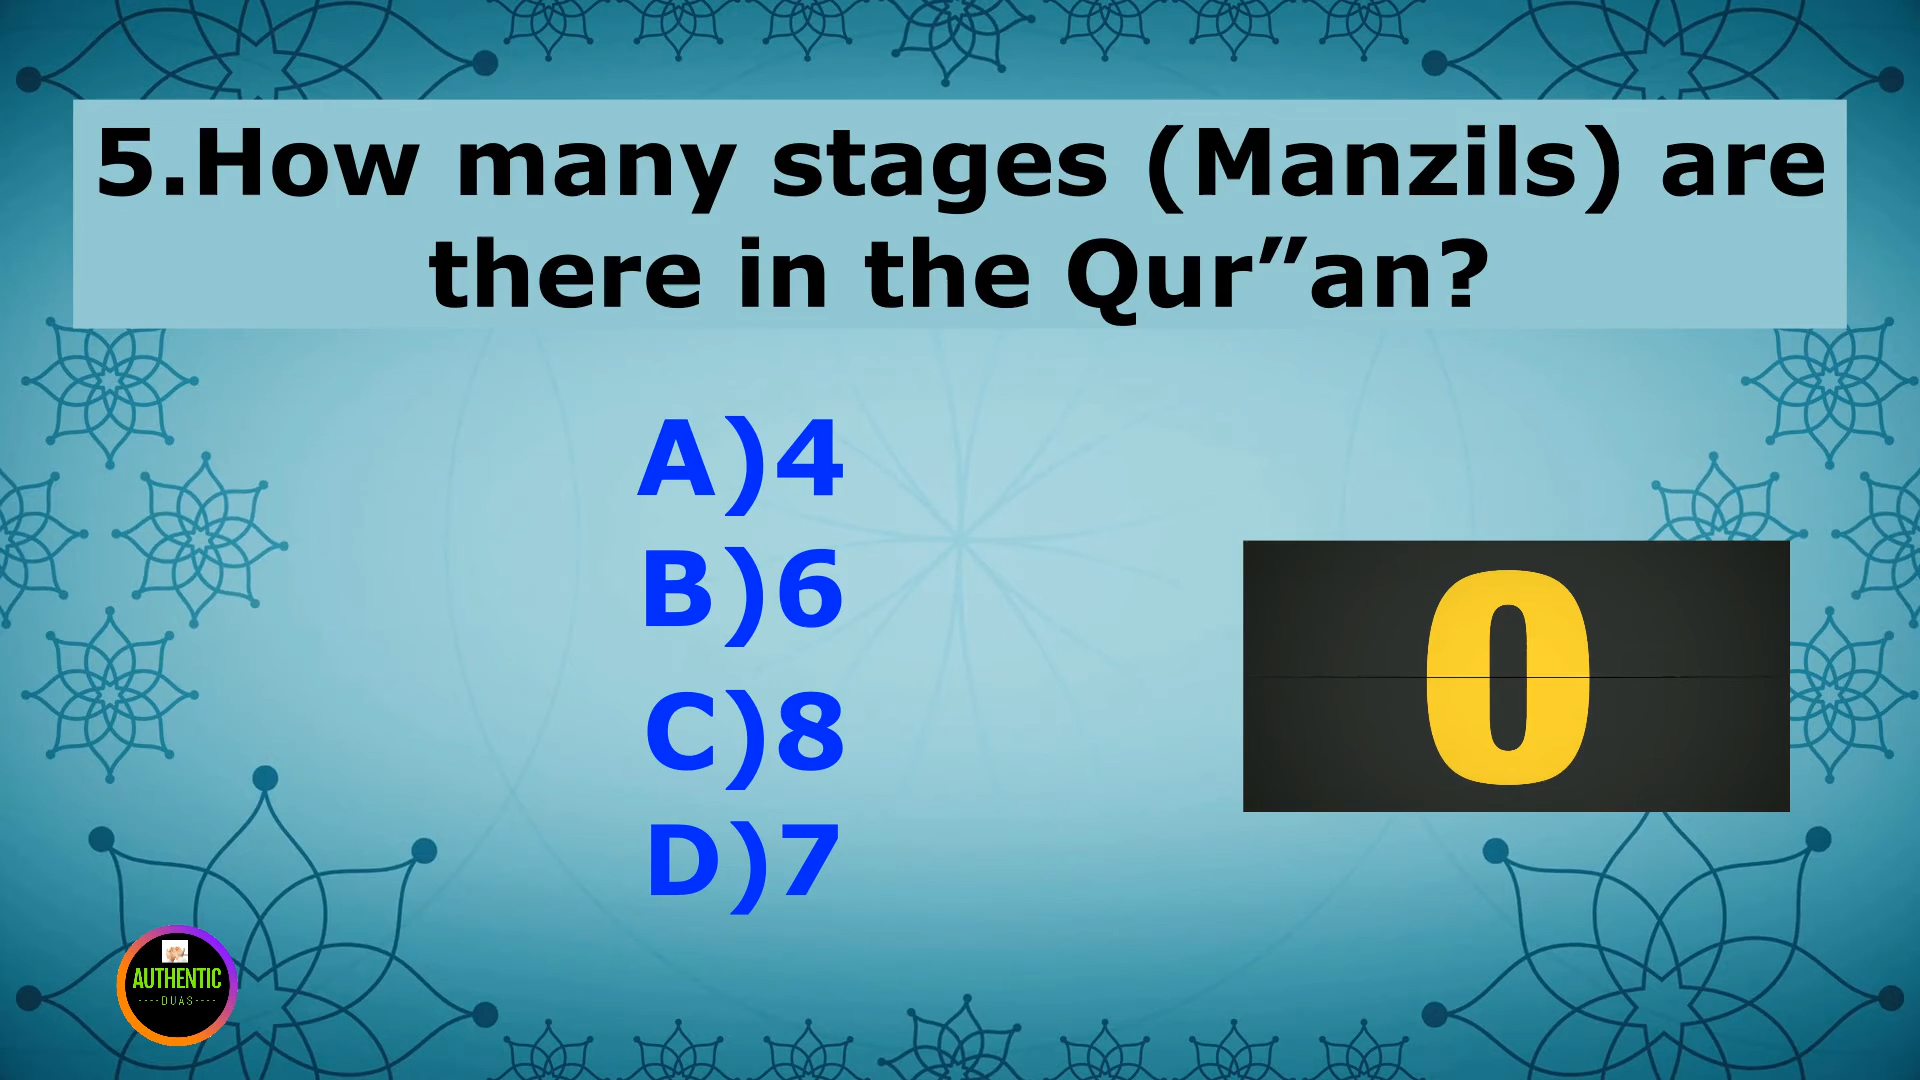 5.How many stages (Manzils) are
there in the Qur”an?
A)4
B)6
C)8
D)7
0
AUTHENTIC
----DUAS----